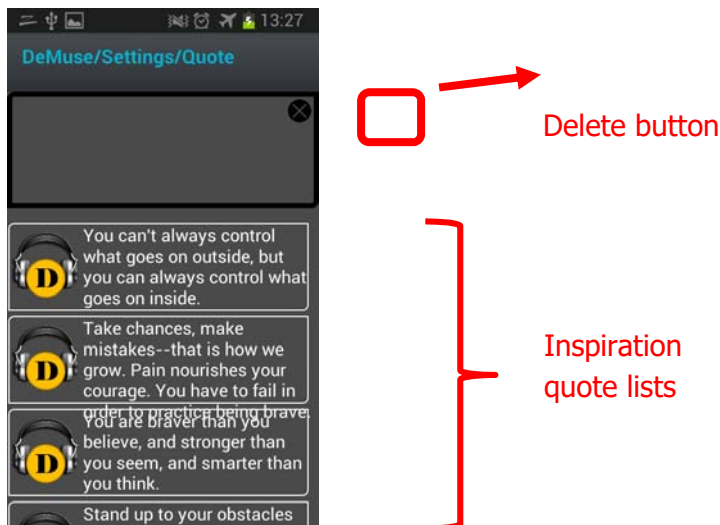 13:27
DeMuse/Settings/Quote
Delete button
You can't always control
what goes on outside, but
you can always control what
goes on inside.
D
Take chances, make
mistakes--that is how we
grow. Pain nourishes your
courage. You have to fail in
order to practice being brave.
D
You are braver than you
believe, and stronger than
you seem, and smarter than
you think.
D
Stand up to your obstacles
Inspiration
quote lists